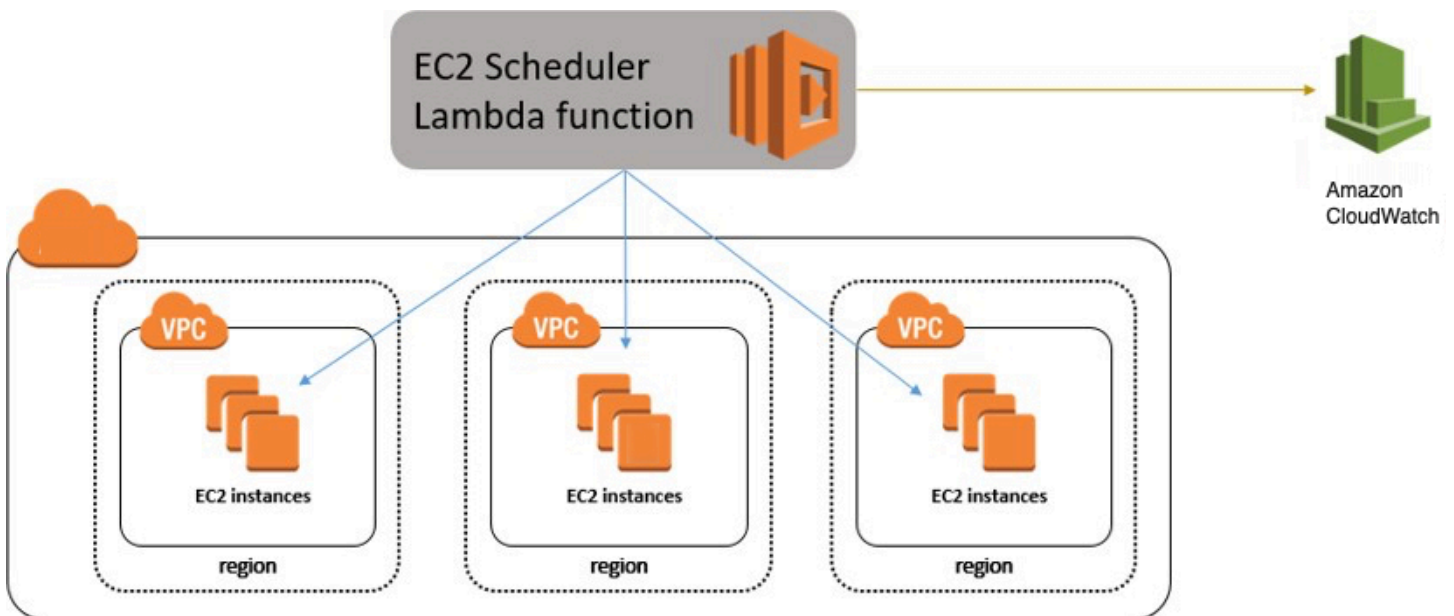 EC2 Scheduler
Lambda function
Amazon
CloudWatch
VPC
VPC
VPC
EC2 instances
EC2 instances
EC2 instances
region
region
region